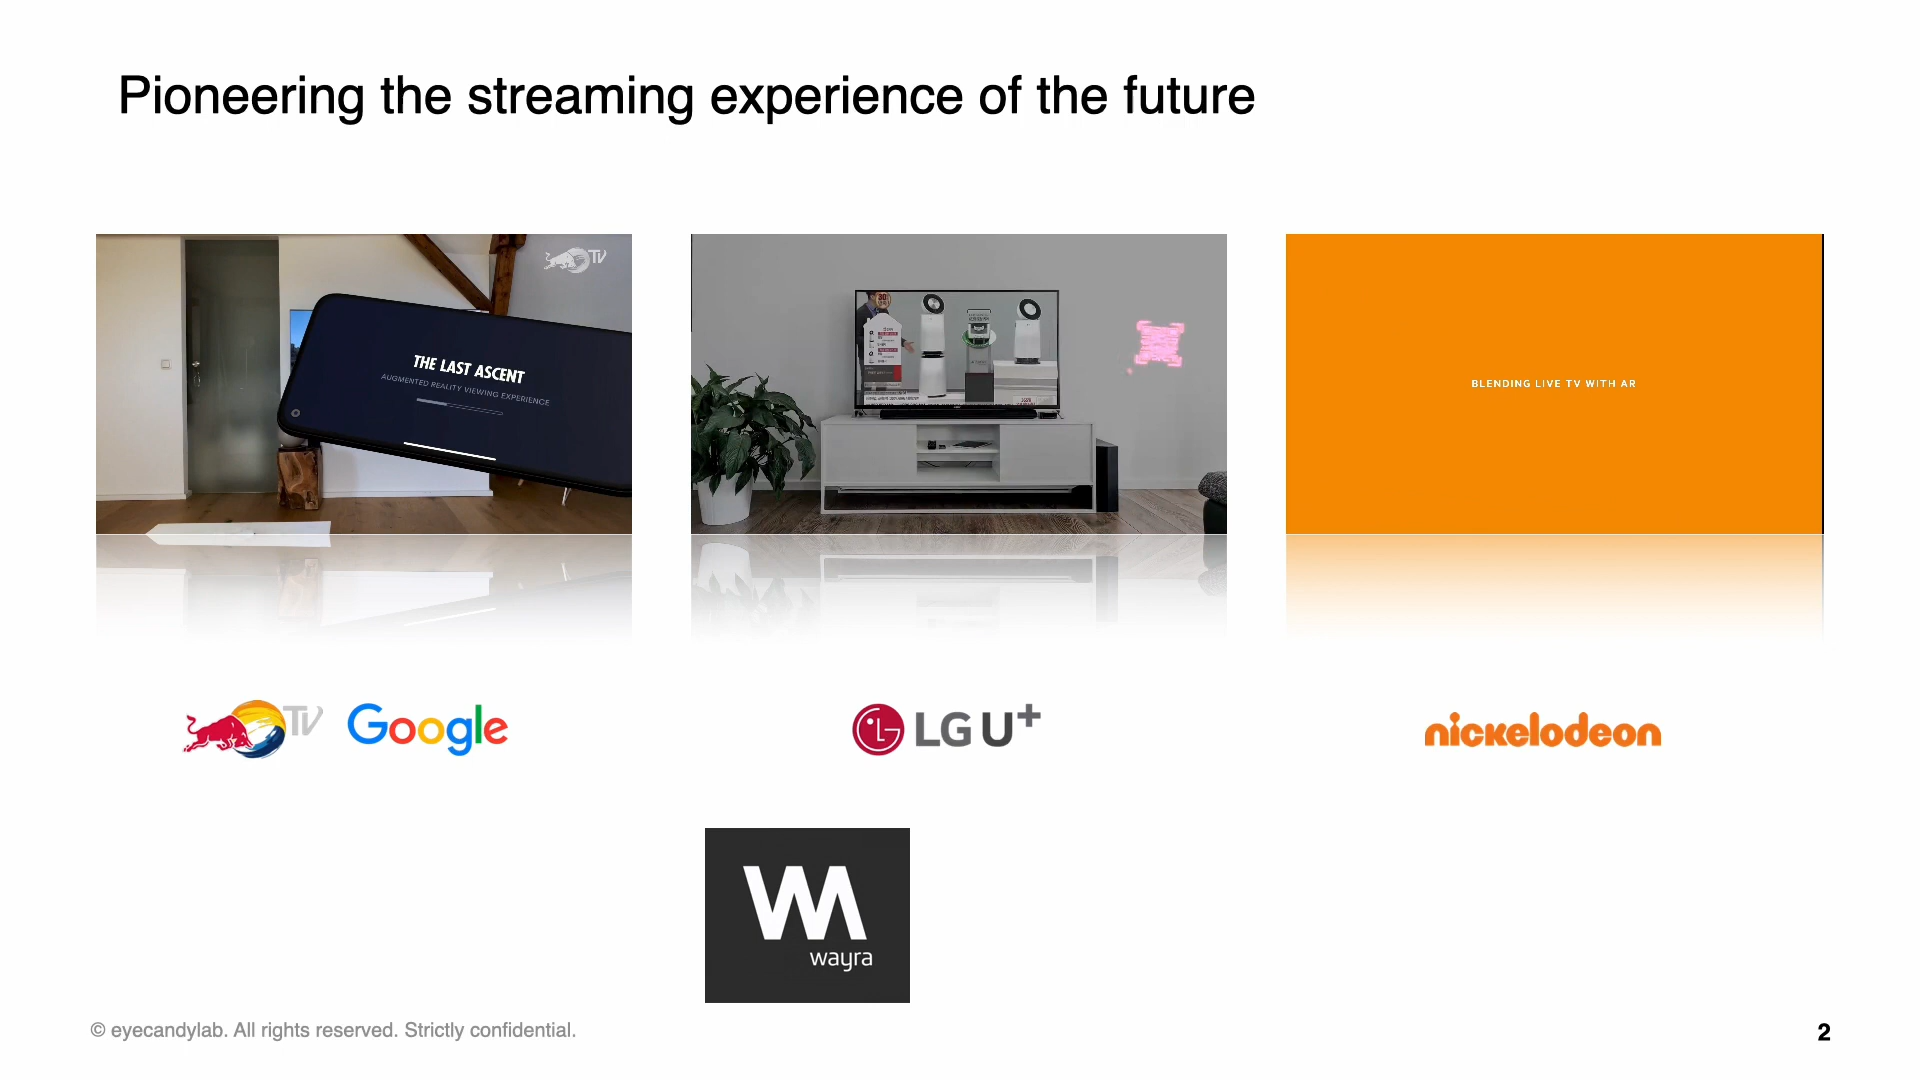 Pioneering the streaming experience of the future
TV
THE LAST ASCENT
AUGMENTED REALITY VIEWING EXPERIENCE
BLENDING LIVE TV WITH AR
TV Google
LG U+
nickelodeon
wayra
© eyecandylab. All rights reserved. Strictly confidential.
2